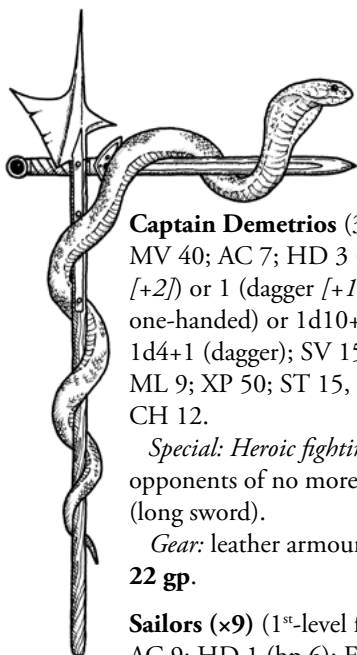 Captain Demetrios (3
MV 40; AC 7; HD 3
[+2]) or 1 (dagger [+1
one-handed) or 1d10+
1d4+1 (dagger); SV 15
ML 9; XP 50; ST 15,
CH 12.
Special: Heroic fighting
opponents of no more
(long sword).
Gear: leather armour
22 gp.
Sailors (×9) (1st-level f
AC 9; HD 1 (hp 6);